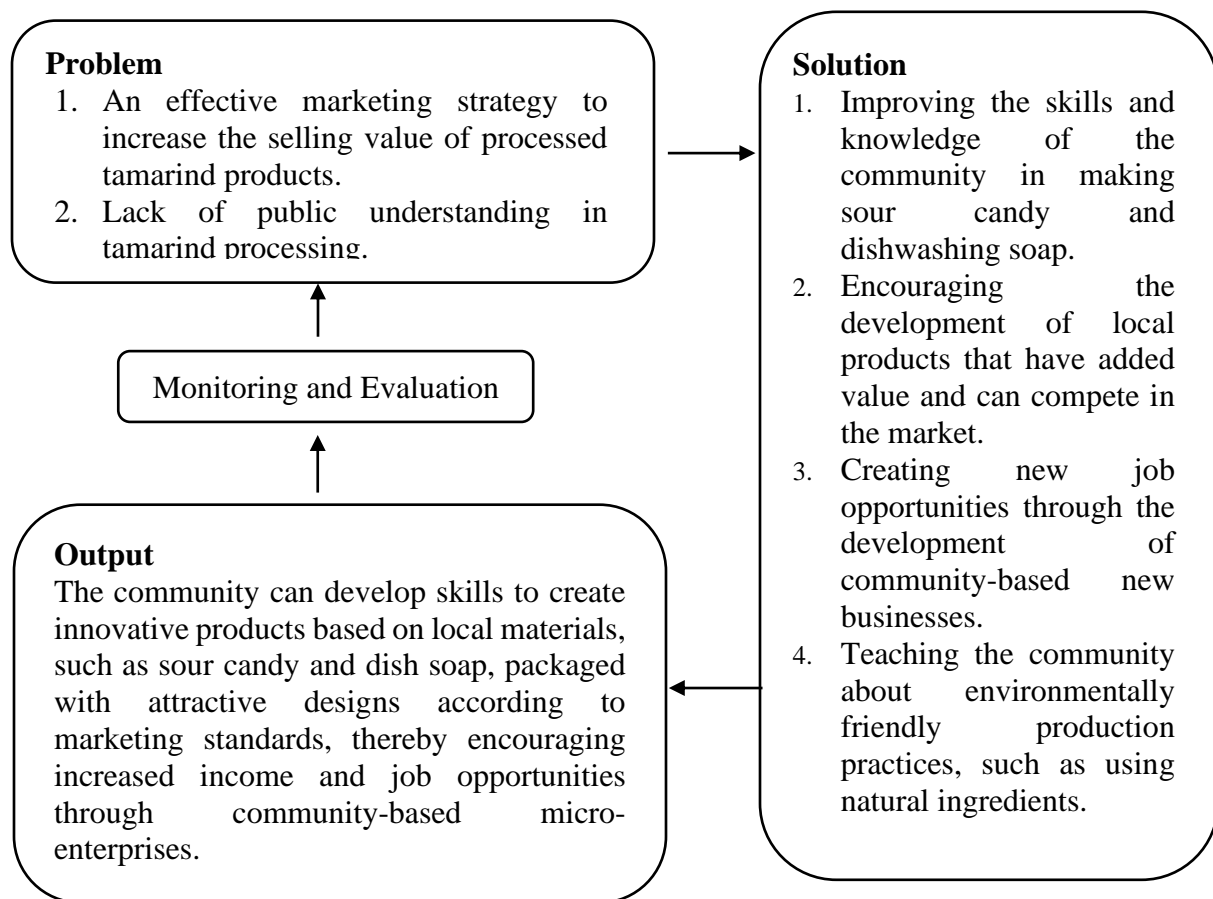 Problem
1. An effective marketing strategy to
increase the selling value of processed
tamarind products.
2. Lack of public understanding in
tamarind processing.
Solution
1. Improving the skills and
knowledge of the
community in making
sour candy and
dishwashing soap.
2. Encouraging the
development of local
products that have added
value and can compete in
the market.
3. Creating new job
opportunities through the
development of
community-based new
businesses.
4. Teaching the community
about environmentally
friendly production
practices, such as using
natural ingredients.
Monitoring and Evaluation
Output
The community can develop skills to create
innovative products based on local materials,
such as sour candy and dish soap, packaged
with attractive designs according to
marketing standards, thereby encouraging
increased income and job opportunities
through community-based micro-
enterprises.